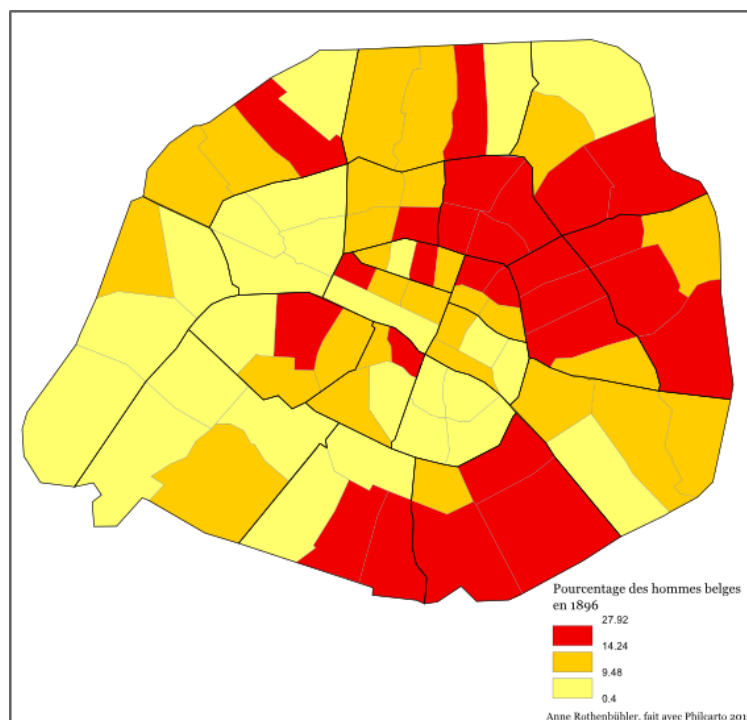 Pourcentage des hommes belges
en 1896
27.92
14.24
9.48
0.4
Anne Rothenbühler, fait avec Philcarto